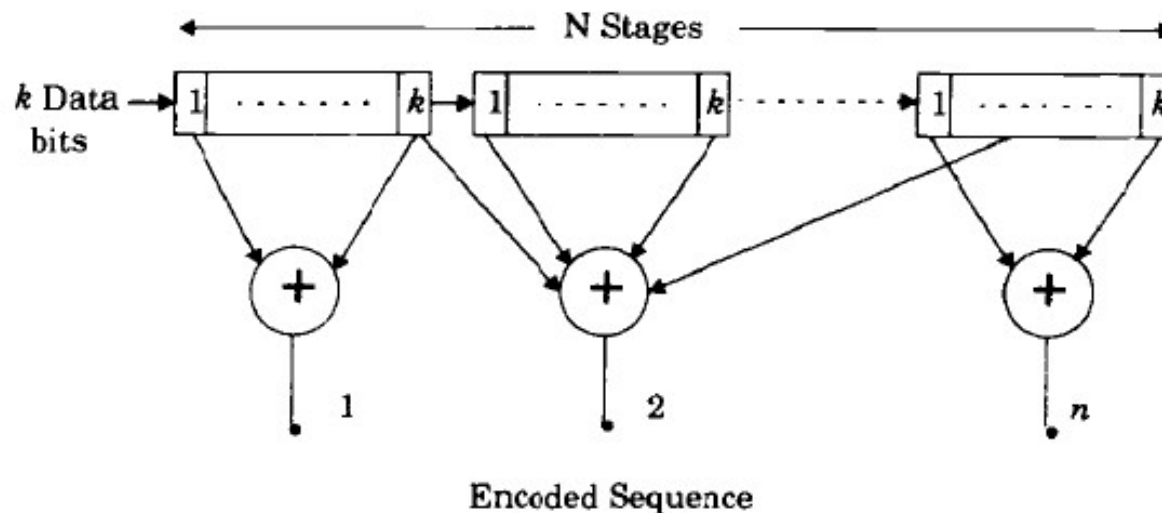 N Stages
k Data bits
1 ....... k 1 ....... k ....... 1 ....... k
+ + +
1 2 n
Encoded Sequence